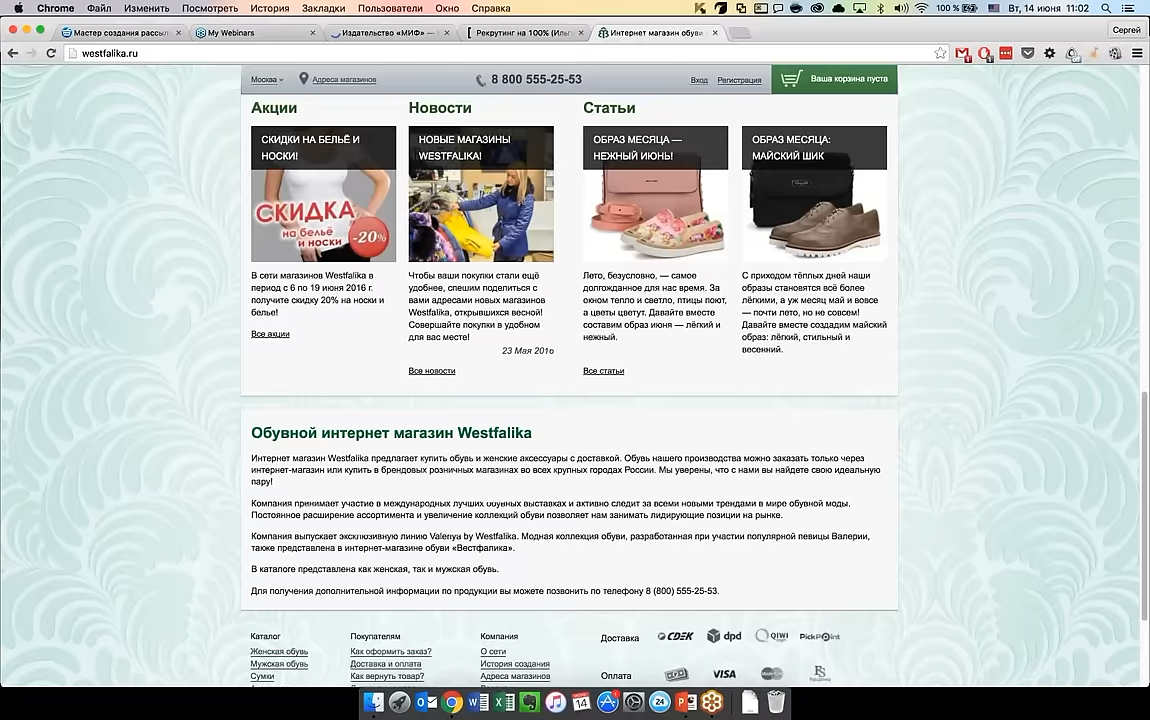 Chrome Файл Изменить Посмотреть История Закладки Пользователи Окно Справка
100 % Вт, 14 июня 11:02
Мастер создания рассыл
My Webinars
Издательство «МИФ» —
Рекрутинг на 100% (Ильг
Интернет магазин обуви
Сергей
westfalika.ru
Москва
Адреса магазинов
8 800 555-25-53
Вход
Регистрация
Ваша корзина пуста
Акции
СКИДКИ НА БЕЛЬЁ И
НОСКИ!
СКИДКА
на бельё
и носки
-20%
В сети магазинов Westfalika в
период с 6 по 19 июня 2016 г.
получите скидку 20% на носки и
белье!
Все акции
Новости
НОВЫЕ МАГАЗИНЫ
WESTFALIKA!
Чтобы ваши покупки стали ещё
удобнее, спешим поделиться с
вами адресами новых магазинов
Westfalika, открывшихся весной!
Совершайте покупки в удобном
для вас месте!
23 Мая 2016
Все новости
Статьи
ОБРАЗ МЕСЯЦА —
НЕЖНЫЙ ИЮНЬ!
Лето, безусловно, — самое
долгожданное для нас время. За
окном тепло и светло, птицы поют,
а цветы цветут. Давайте вместе
составим образ июня — лёгкий и
нежный.
Все статьи
ОБРАЗ МЕСЯЦА:
МАЙСКИЙ ШИК
С приходом тёплых дней наши
образы становятся всё более
лёгкими, а уж месяц май и вовсе
— почти лето, но не совсем!
Давайте вместе создадим майский
образ: лёгкий, стильный и
весенний.
Обувной интернет магазин Westfalika
Интернет магазин Westfalika предлагает купить обувь и женские аксессуары с доставкой. Обувь нашего производства можно заказать только через
интернет-магазин или купить в брендовых розничных магазинах во всех крупных городах России. Мы уверены, что с нами вы найдете свою идеальную
пару!
Компания принимает участие в международных лучших обувных выставках и активно следит за всеми новыми трендами в мире обувной моды.
Постоянное расширение ассортимента и увеличение коллекций обуви позволяет нам занимать лидирующие позиции на рынке.
Компания выпускает эксклюзивную линию Valeriya by Westfalika. Модная коллекция обуви, разработанная при участии популярной певицы Валерии,
также представлена в интернет-магазине обуви «Вестфалика».
В каталоге представлена как женская, так и мужская обувь.
Для получения дополнительной информации по продукции вы можете позвонить по телефону 8 (800) 555-25-53.
Каталог
Женская обувь
Мужская обувь
Сумки
Покупателям
Как оформить заказ?
Доставка и оплата
Как вернуть товар?
Компания
О сети
История создания
Адреса магазинов
Доставка
CDEK dpd QIWI PickPoint
Оплата
VISA
14
24